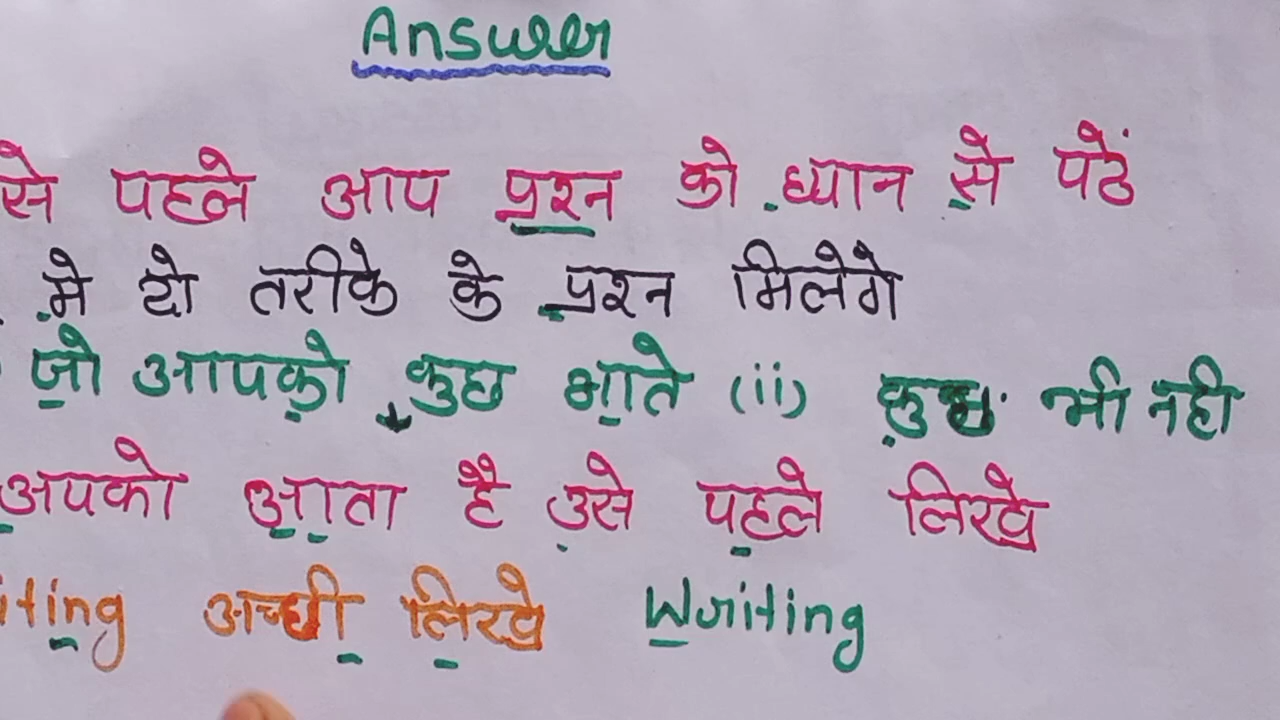 Answer
से पहले आप प्रश्न को ध्यान से पढें
मे दो तरीके के प्रश्न मिलेगे
जो आपको कुछ आते (ii) कुछ भी नही
अपको आता है उसे पहले लिखे
iting अच्छी लिखे Writing